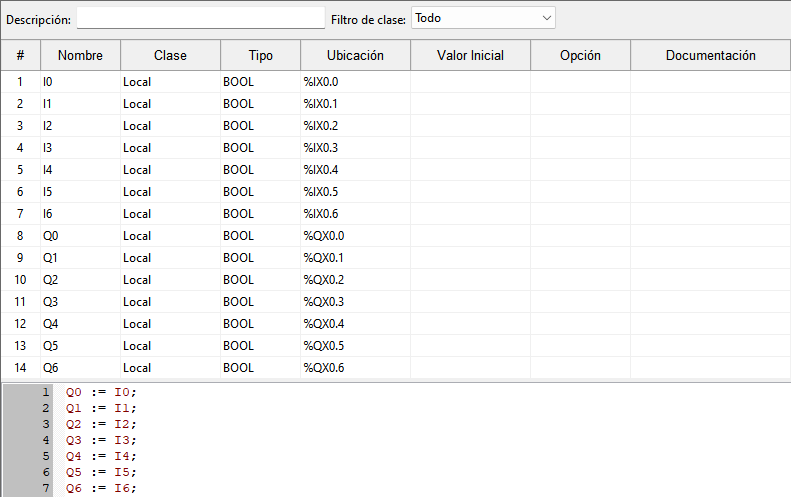 Descripción: Filtro de clase: Todo
# Nombre Clase Tipo Ubicación Valor Inicial Opción Documentación
1 I0 Local BOOL %IX0.0
2 I1 Local BOOL %IX0.1
3 I2 Local BOOL %IX0.2
4 I3 Local BOOL %IX0.3
5 I4 Local BOOL %IX0.4
6 I5 Local BOOL %IX0.5
7 I6 Local BOOL %IX0.6
8 Q0 Local BOOL %QX0.0
9 Q1 Local BOOL %QX0.1
10 Q2 Local BOOL %QX0.2
11 Q3 Local BOOL %QX0.3
12 Q4 Local BOOL %QX0.4
13 Q5 Local BOOL %QX0.5
14 Q6 Local BOOL %QX0.6
1 Q0 := I0;
2 Q1 := I1;
3 Q2 := I2;
4 Q3 := I3;
5 Q4 := I4;
6 Q5 := I5;
7 Q6 := I6;